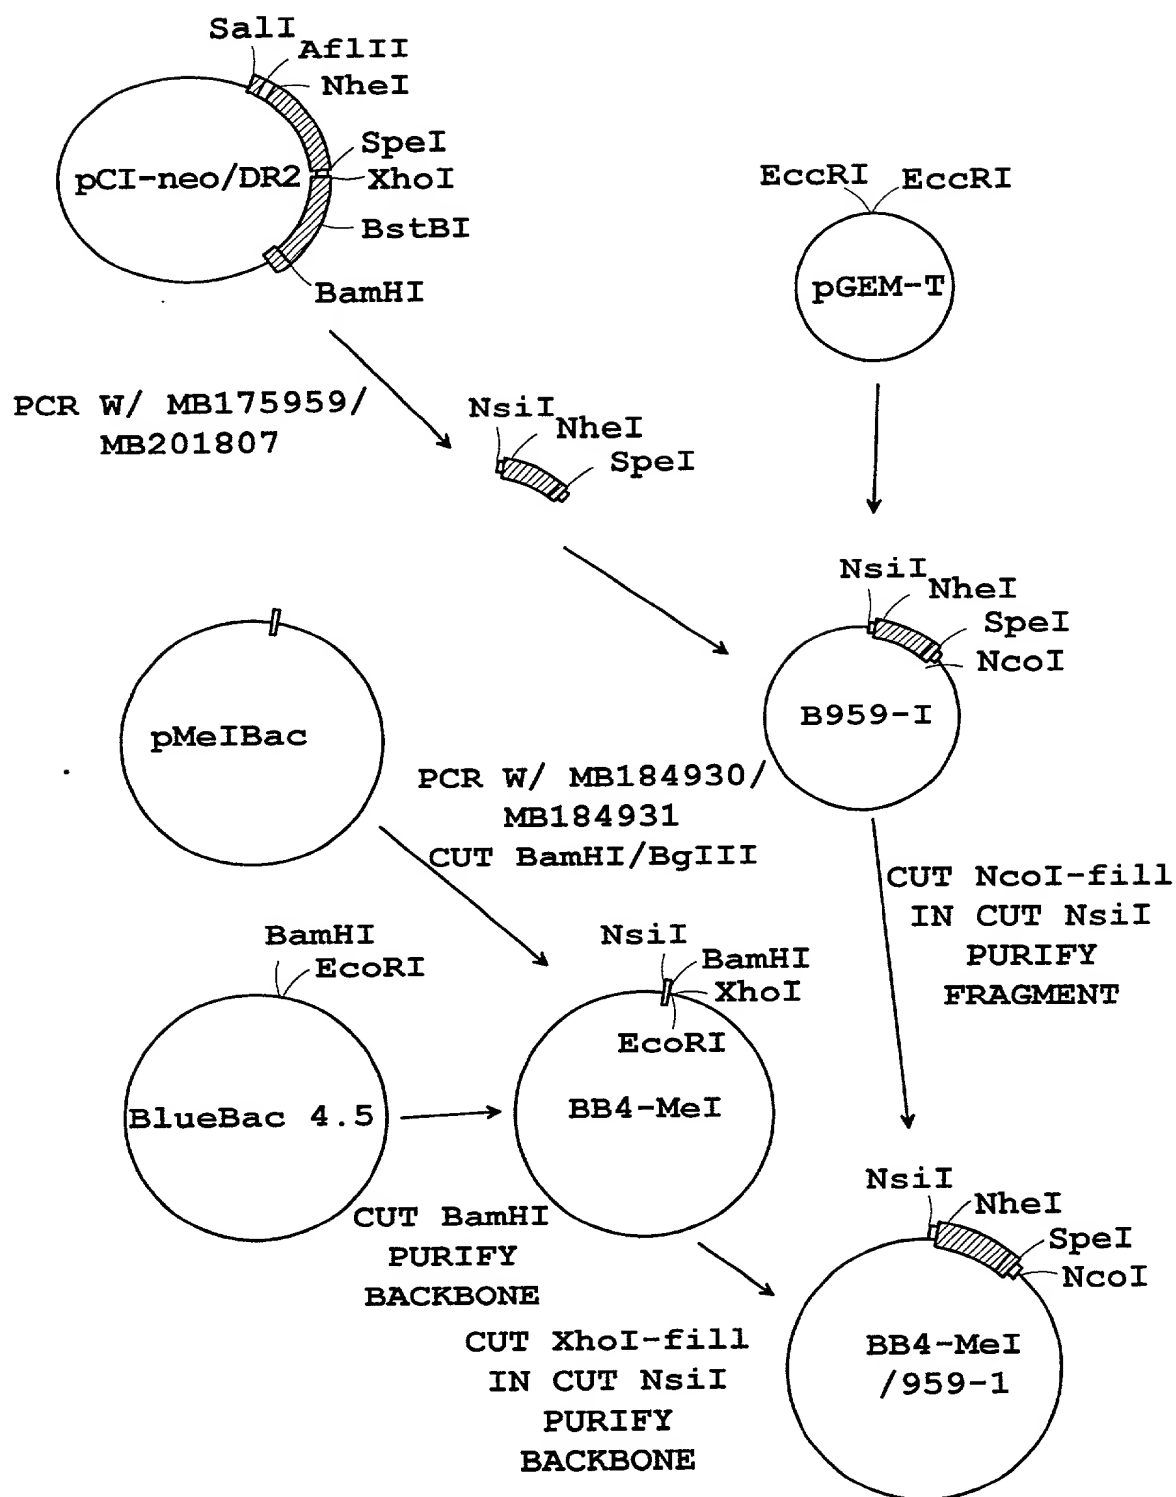 SalI
AflII
NheI
SpeI
pCI-neo/DR2
XhoI
BstBI
BamHI
EccRI
EccRI
pGEM-T
PCR W/ MB175959/
MB201807
NsiI
NheI
SpeI
NsiI
NheI
SpeI
NcoI
B959-I
pMeIBac
PCR W/ MB184930/
MB184931
CUT BamHI/BgIII
CUT NcoI-fill
IN CUT NsiI
PURIFY
FRAGMENT
BamHI
EcoRI
BlueBac 4.5
NsiI
BamHI
XhoI
EcoRI
BB4-MeI
CUT BamHI
PURIFY
BACKBONE
NsiI
NheI
SpeI
NcoI
CUT XhoI-fill
IN CUT NsiI
PURIFY
BACKBONE
BB4-MeI
/959-1